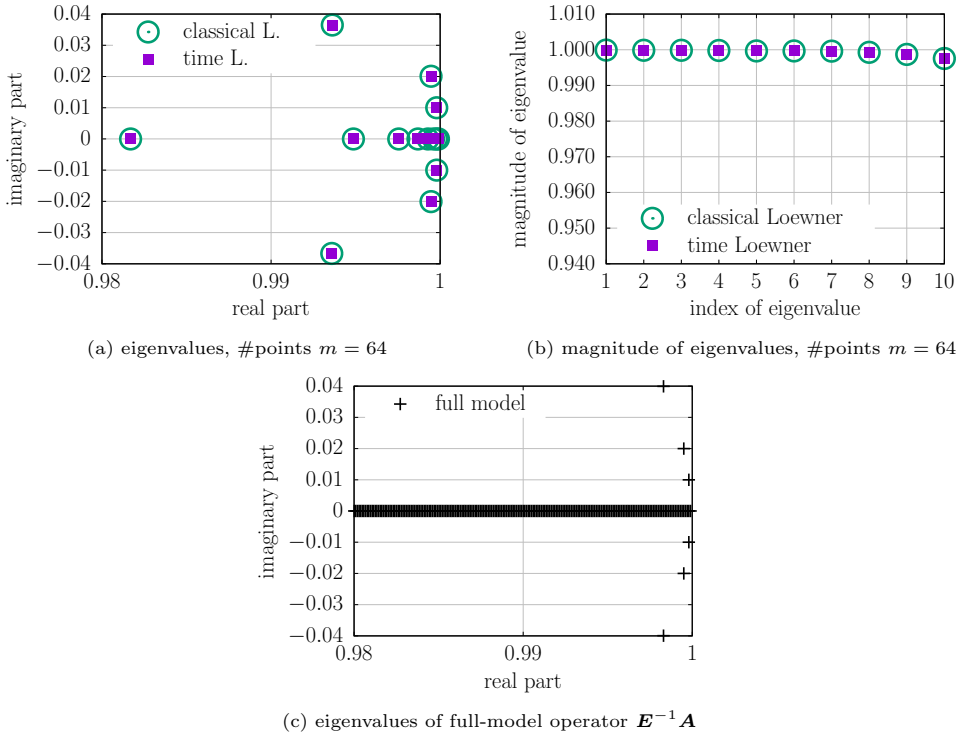 0.04
0.03
0.02
0.01
0
−0.01
−0.02
−0.03
−0.04
0.98
0.99
1
imaginary part
real part
classical L.
time L.
(a) eigenvalues, #points m = 64
1.010
1.000
0.990
0.980
0.970
0.960
0.950
0.940
1 2 3 4 5 6 7 8 9 10
magnitude of eigenvalue
index of eigenvalue
classical Loewner
time Loewner
(b) magnitude of eigenvalues, #points m = 64
0.04
0.03
0.02
0.01
0
−0.01
−0.02
−0.03
−0.04
0.98
0.99
1
imaginary part
real part
full model
(c) eigenvalues of full-model operator E⁻¹A